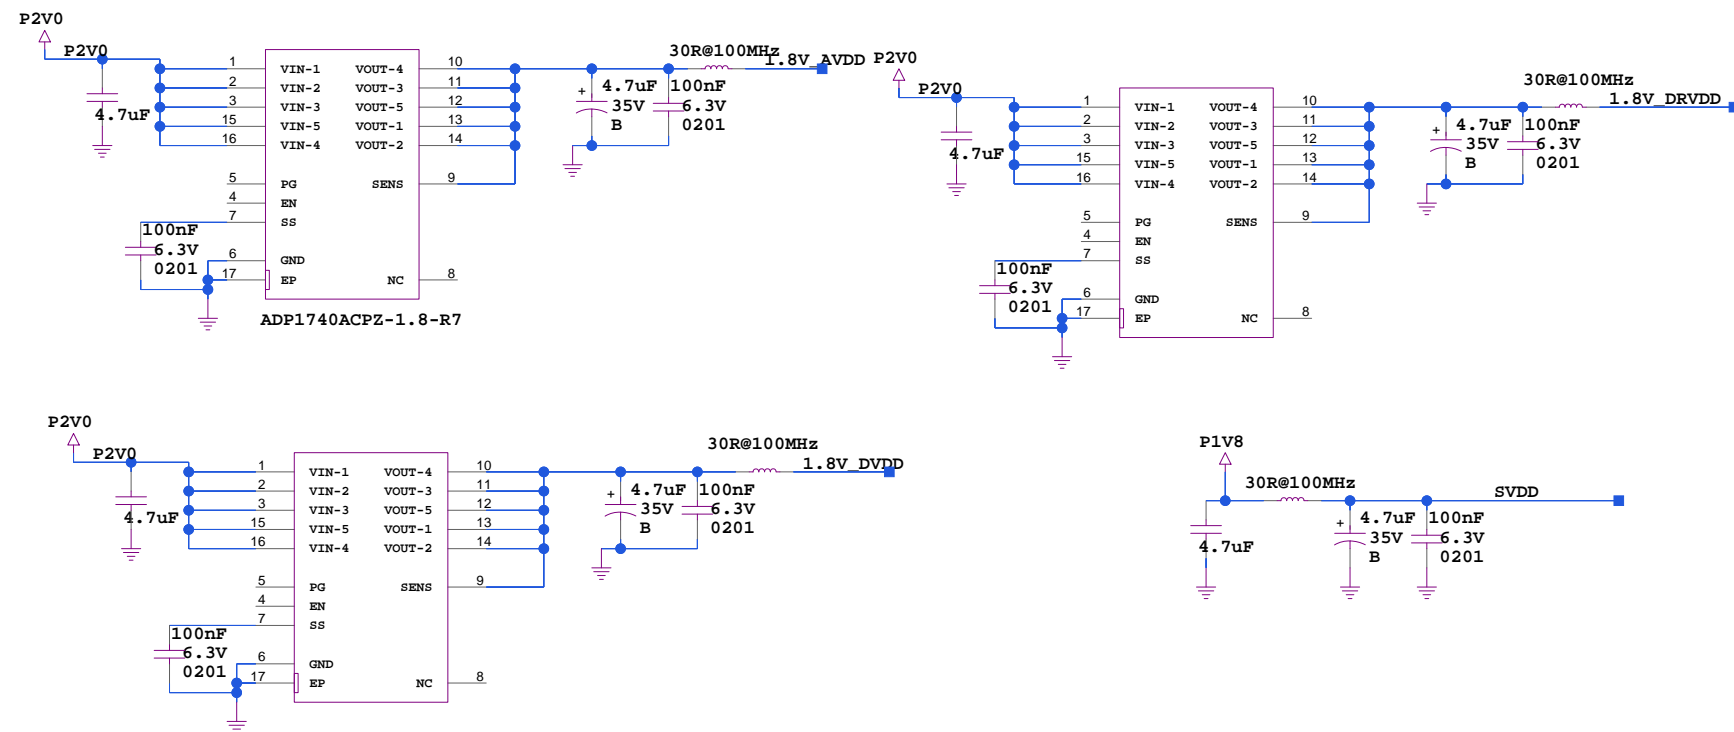 P2V0
P2V0
4.7uF
1 VIN-1 VOUT-4 10
2 VIN-2 VOUT-3 11
3 VIN-3 VOUT-5 12
15 VIN-5 VOUT-1 13
16 VIN-4 VOUT-2 14
5 PG SENS 9
4 EN
7 SS
6 GND
17 EP NC 8
100nF
6.3V
0201
ADP1740ACPZ-1.8-R7
4.7uF
35V
B
100nF
6.3V
0201
30R@100MHz
1.8V_AVDD
P2V0
P2V0
4.7uF
1 VIN-1 VOUT-4 10
2 VIN-2 VOUT-3 11
3 VIN-3 VOUT-5 12
15 VIN-5 VOUT-1 13
16 VIN-4 VOUT-2 14
5 PG SENS 9
4 EN
7 SS
6 GND
17 EP NC 8
100nF
6.3V
0201
4.7uF
35V
B
100nF
6.3V
0201
30R@100MHz
1.8V_DRVDD
P2V0
P2V0
4.7uF
1 VIN-1 VOUT-4 10
2 VIN-2 VOUT-3 11
3 VIN-3 VOUT-5 12
15 VIN-5 VOUT-1 13
16 VIN-4 VOUT-2 14
5 PG SENS 9
4 EN
7 SS
6 GND
17 EP NC 8
100nF
6.3V
0201
4.7uF
35V
B
100nF
6.3V
0201
30R@100MHz
1.8V_DVDD
P1V8
30R@100MHz
SVDD
4.7uF
4.7uF
35V
B
100nF
6.3V
0201